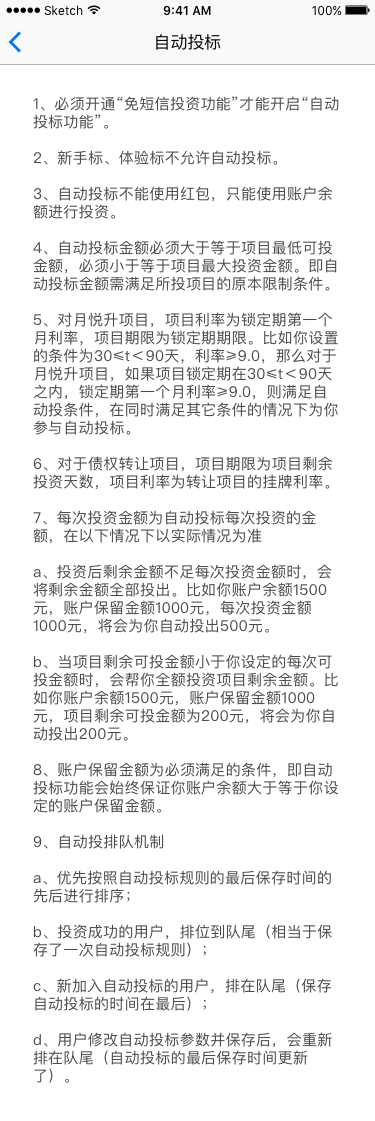 Sketch
9:41 AM
100%
自动投标
1、必须开通“免短信投资功能”才能开启“自动
投标功能”。
2、新手标、体验标不允许自动投标。
3、自动投标不能使用红包，只能使用账户余
额进行投资。
4、自动投标金额必须大于等于项目最低可投
金额，必须小于等于项目最大投资金额。即自
动投标金额需满足所投项目的原本限制条件。
5、对月悦升项目，项目利率为锁定期第一个
月利率，项目期限为锁定期期限。比如你设置
的条件为30≤t＜90天，利率≥9.0，那么对于
月悦升项目，如果项目锁定期在30≤t＜90天
之内，锁定期第一个月利率≥9.0，则满足自
动投条件，在同时满足其它条件的情况下为你
参与自动投标。
6、对于债权转让项目，项目期限为项目剩余
投资天数，项目利率为转让项目的挂牌利率。
7、每次投资金额为自动投标每次投资的金
额，在以下情况下以实际情况为准
a、投资后剩余金额不足每次投资金额时，会
将剩余金额全部投出。比如你账户余额1500
元，账户保留金额1000元，每次投资金额
1000元，将会为你自动投出500元。
b、当项目剩余可投金额小于你设定的每次可
投金额时，会帮你全额投资项目剩余金额。比
如你账户余额1500元，账户保留金额1000
元，项目剩余可投金额为200元，将会为你自
动投出200元。
8、账户保留金额为必须满足的条件，即自动
投标功能会始终保证你账户余额大于等于你设
定的账户保留金额。
9、自动投排队机制
a、优先按照自动投标规则的最后保存时间的
先后进行排序；
b、投资成功的用户，排位到队尾（相当于保
存了一次自动投标规则）；
c、新加入自动投标的用户，排在队尾（保存
自动投标的时间在最后）；
d、用户修改自动投标参数并保存后，会重新
排在队尾（自动投标的最后保存时间更新
了）。